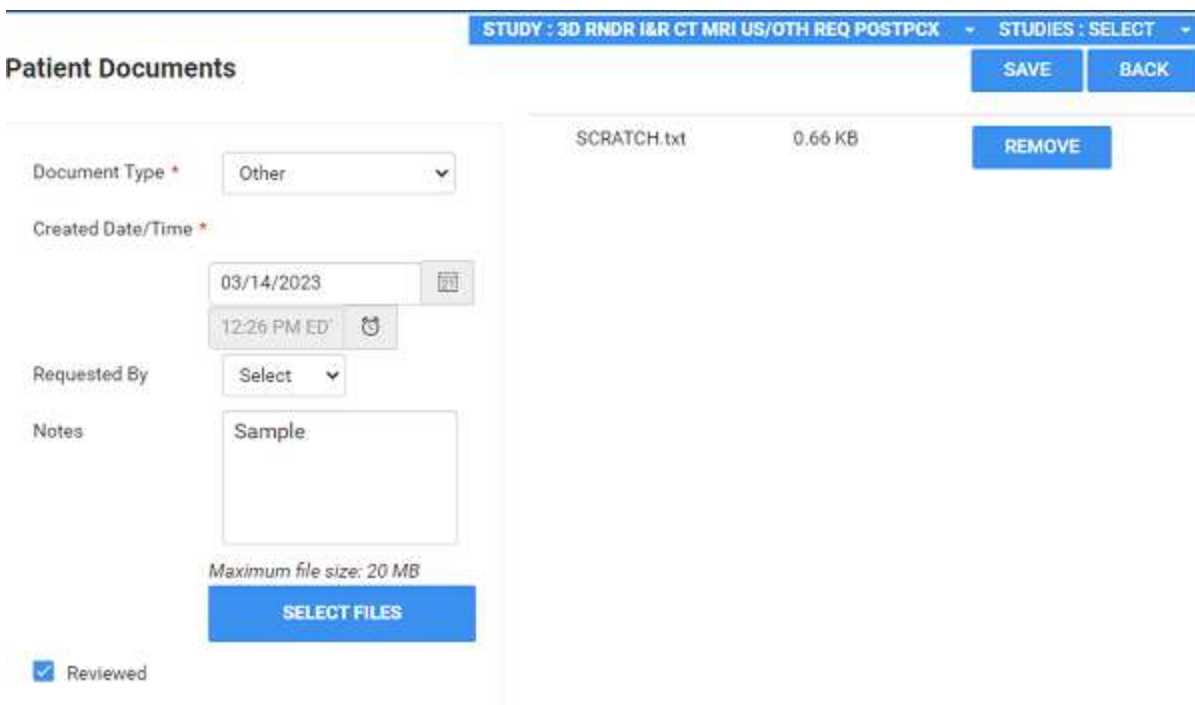 STUDY : 3D RNDR I&R CT MRI US/OTH REQ POSTPCX STUDIES : SELECT
Patient Documents
SAVE BACK
SCRATCH.txt 0.66 KB REMOVE
Document Type * Other
Created Date/Time *
03/14/2023
12:26 PM ED
Requested By Select
Notes Sample
Maximum file size: 20 MB
SELECT FILES
Reviewed